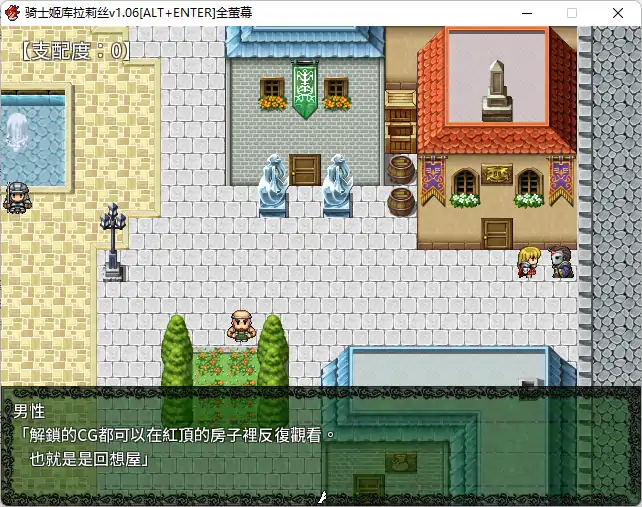 骑士姬库拉莉丝v1.06[ALT+ENTER]全萤幕
【支配度：0】
男性
「解鎖的CG都可以在紅頂的房子裡反復觀看。
也就是是回想屋」